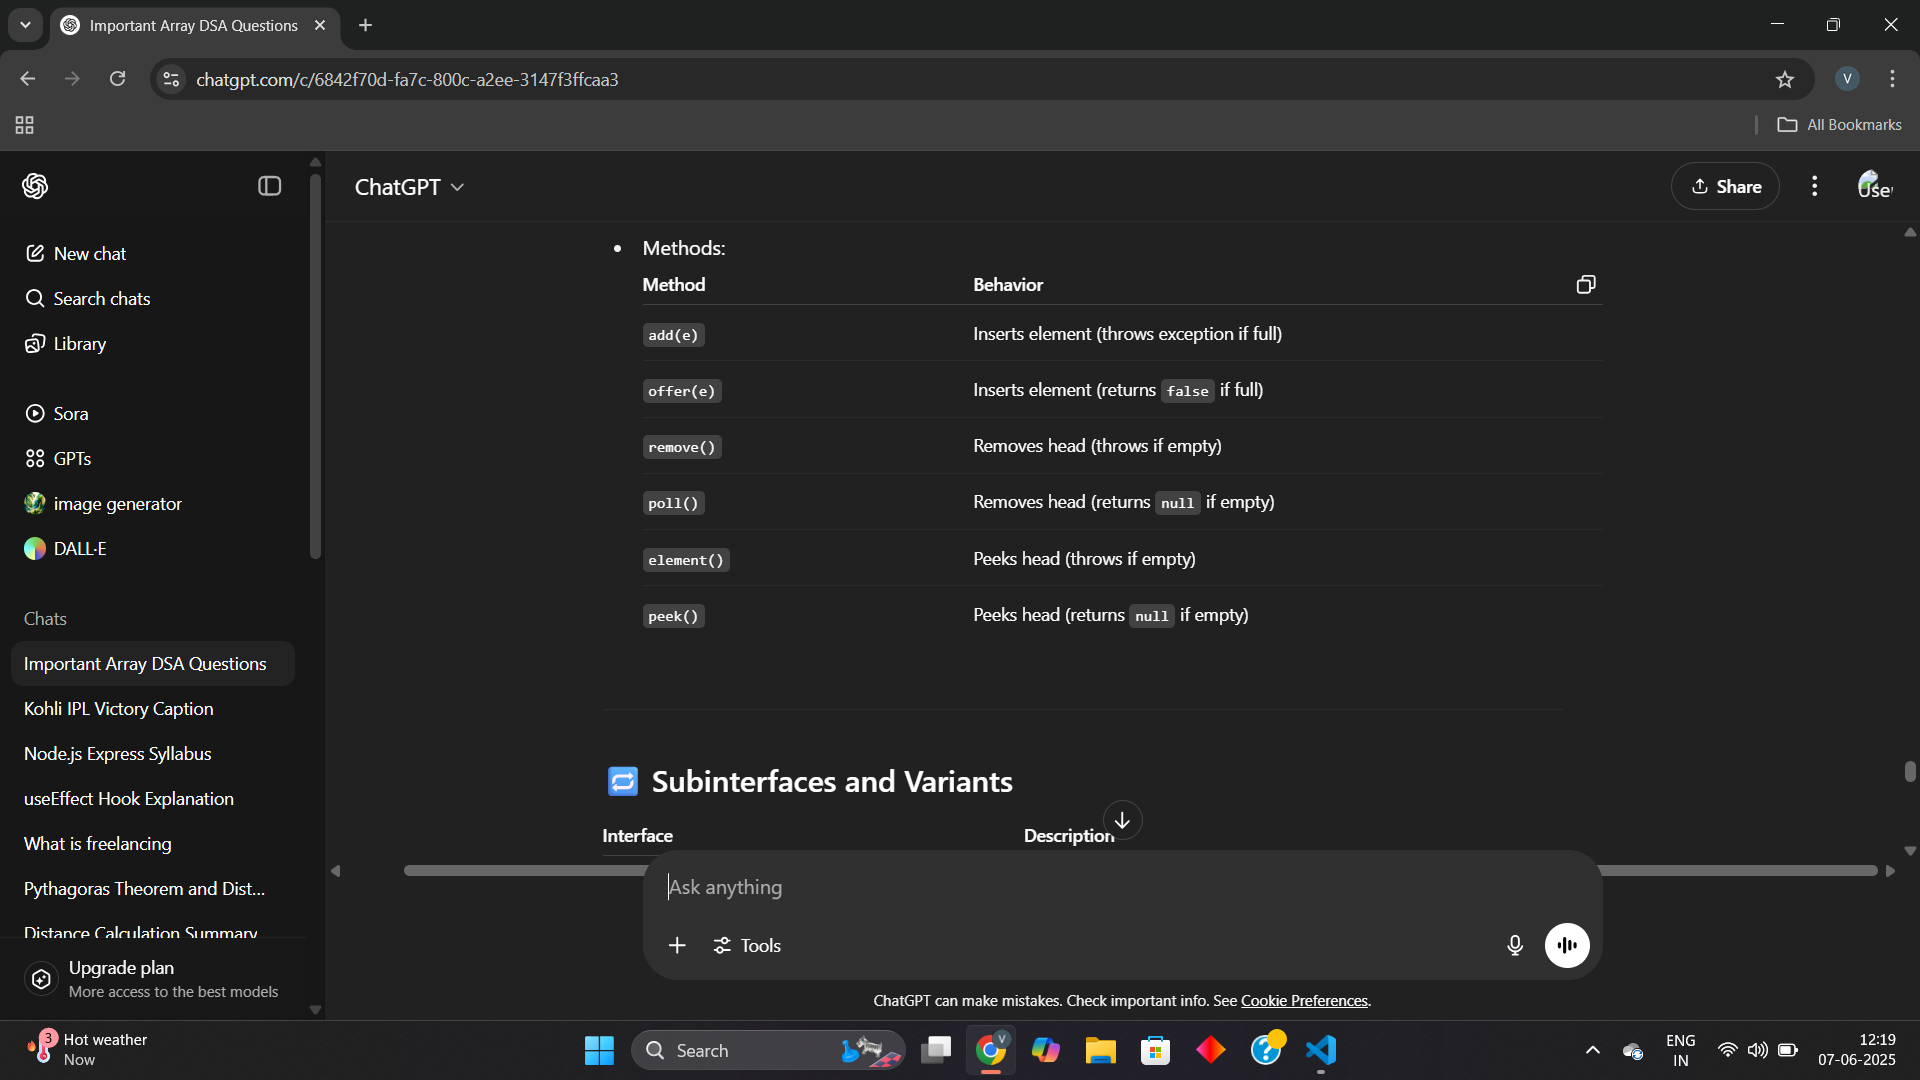 Important Array DSA Questions
chatgpt.com/c/6842f70d-fa7c-800c-a2ee-3147f3ffcaa3
V
All Bookmarks
ChatGPT
Share
User
New chat
Search chats
Library
Sora
GPTs
image generator
DALL·E
Chats
Important Array DSA Questions
Kohli IPL Victory Caption
Node.js Express Syllabus
useEffect Hook Explanation
What is freelancing
Pythagoras Theorem and Dist...
Distance Calculation Summary
Upgrade plan
More access to the best models
Methods:
Method Behavior
add(e) Inserts element (throws exception if full)
offer(e) Inserts element (returns false if full)
remove() Removes head (throws if empty)
poll() Removes head (returns null if empty)
element() Peeks head (throws if empty)
peek() Peeks head (returns null if empty)
Subinterfaces and Variants
Interface Description
Ask anything
Tools
ChatGPT can make mistakes. Check important info. See Cookie Preferences.
3
Hot weather
Now
Search
V
ENG
IN
12:19
07-06-2025